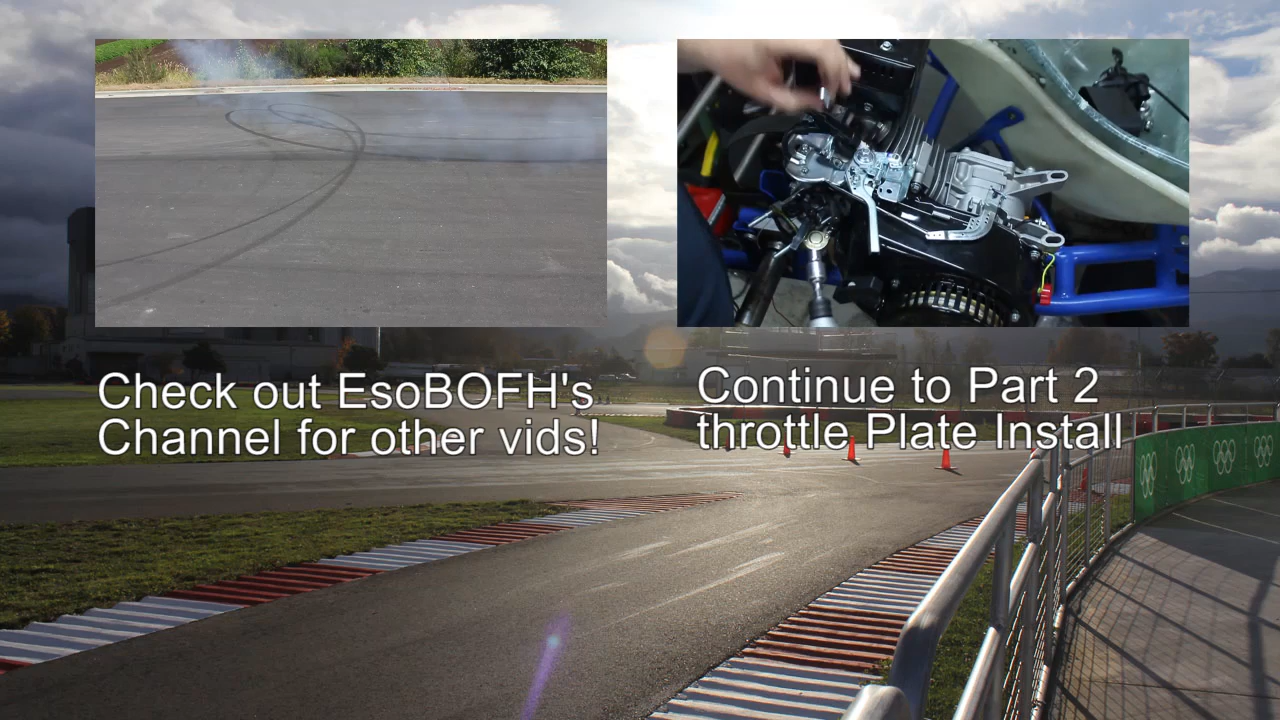 Check out EsoBOFH's
Channel for other vids!
Continue to Part 2
throttle Plate Install